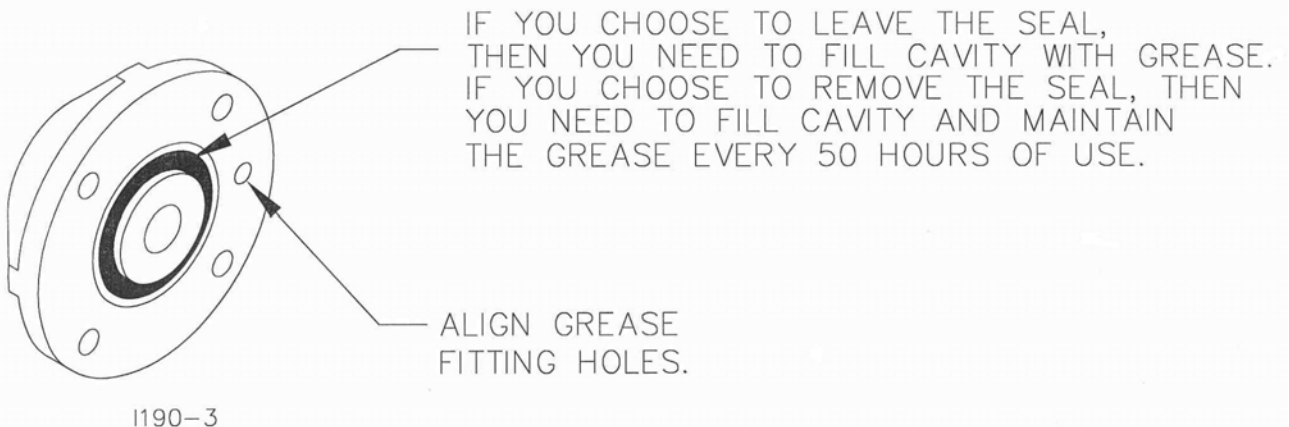 IF YOU CHOOSE TO LEAVE THE SEAL,
THEN YOU NEED TO FILL CAVITY WITH GREASE.
IF YOU CHOOSE TO REMOVE THE SEAL, THEN
YOU NEED TO FILL CAVITY AND MAINTAIN
THE GREASE EVERY 50 HOURS OF USE.
ALIGN GREASE
FITTING HOLES.
I190-3